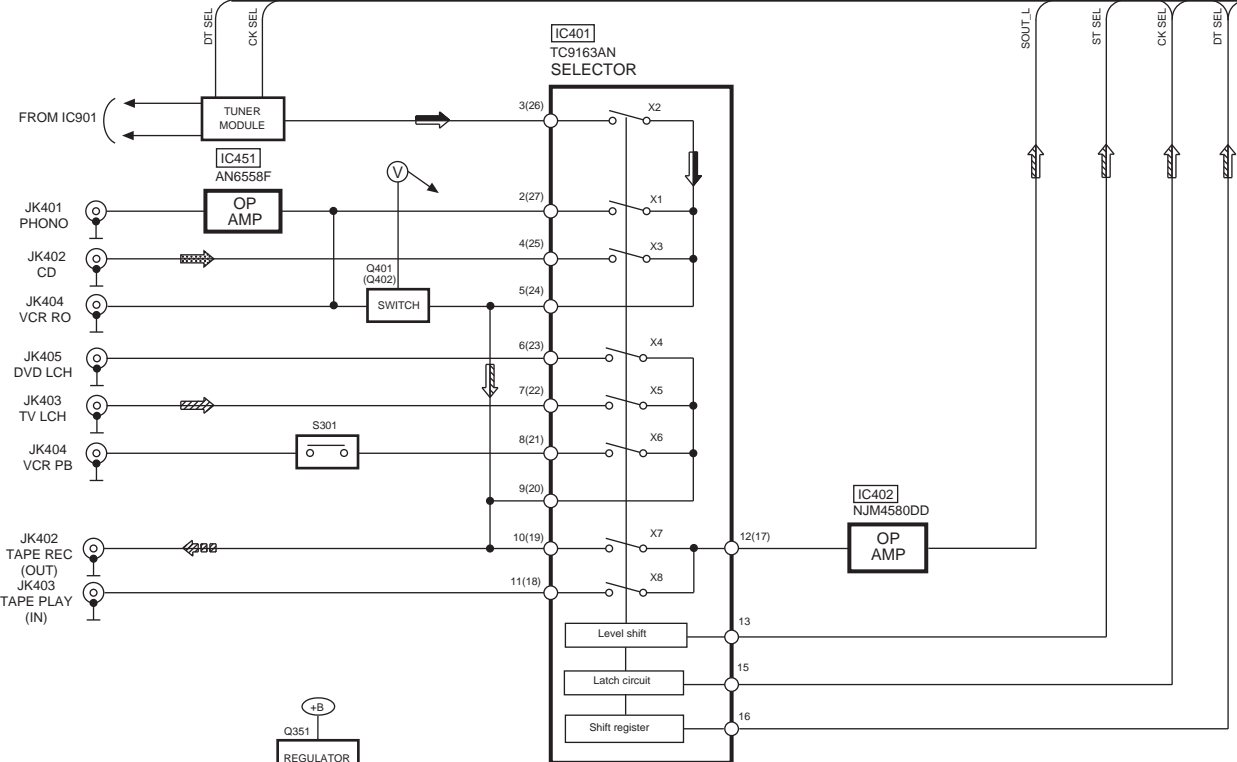 DT SEL
CK SEL
SOUT_L
ST SEL
CK SEL
DT SEL
IC401
TC9163AN
SELECTOR
FROM IC901
TUNER
MODULE
3(26)
X2
IC451
AN6558F
V
JK401
PHONO
OP
AMP
2(27)
X1
JK402
CD
4(25)
X3
Q401
(Q402)
JK404
VCR RO
SWITCH
5(24)
JK405
DVD LCH
6(23)
X4
JK403
TV LCH
7(22)
X5
S301
JK404
VCR PB
8(21)
X6
9(20)
IC402
NJM4580DD
JK402
TAPE REC
(OUT)
10(19)
X7
12(17)
OP
AMP
JK403
TAPE PLAY
(IN)
11(18)
X8
Level shift
13
Latch circuit
15
Shift register
16
+B
Q351
REGULATOR